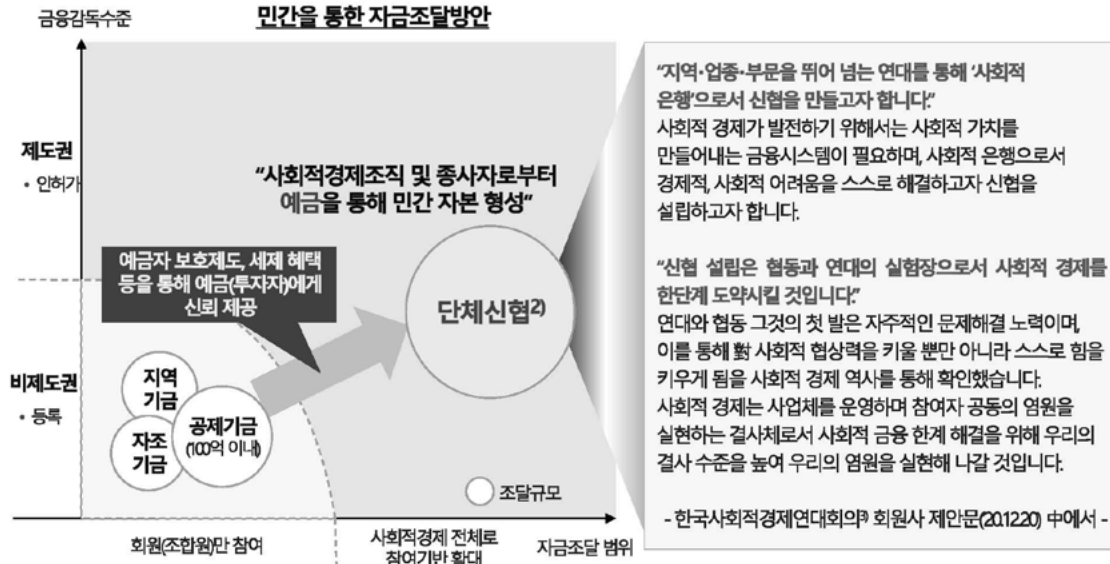 금융감독수준
민간을 통한 자금조달방안
제도권
• 인허가
"사회적경제조직 및 종사자로부터
예금을 통해 민간 자본 형성"
예금자 보호제도, 세제 혜택
등을 통해 예금(투자자)에게
신뢰 제공
단체신협2)
비제도권
• 등록
지역
기금
자조
기금
공제기금
(100억 이내)
조달규모
회원(조합원)만 참여
사회적경제 전체로
참여기반 확대
자금조달 범위
"지역·업종·부문을 뛰어 넘는 연대를 통해 '사회적
은행'으로서 신협을 만들고자 합니다."
사회적 경제가 발전하기 위해서는 사회적 가치를
만들어내는 금융시스템이 필요하며, 사회적 은행으로서
경제적, 사회적 어려움을 스스로 해결하고자 신협을
설립하고자 합니다.
"신협 설립은 협동과 연대의 실험장으로서 사회적 경제를
한단계 도약시킬 것입니다."
연대와 협동 그것의 첫 발은 자주적인 문제해결 노력이며,
이를 통해 對 사회적 협상력을 키울 뿐만 아니라 스스로 힘을
키우게 됨을 사회적 경제 역사를 통해 확인했습니다.
사회적 경제는 사업체를 운영하며 참여자 공동의 염원을
실현하는 결사체로서 사회적 금융 한계 해결을 위해 우리의
결사 수준을 높여 우리의 염원을 실현해 나갈 것입니다.
- 한국사회적경제연대회의3) 회원사 제안문('20.12.20) 中에서 -